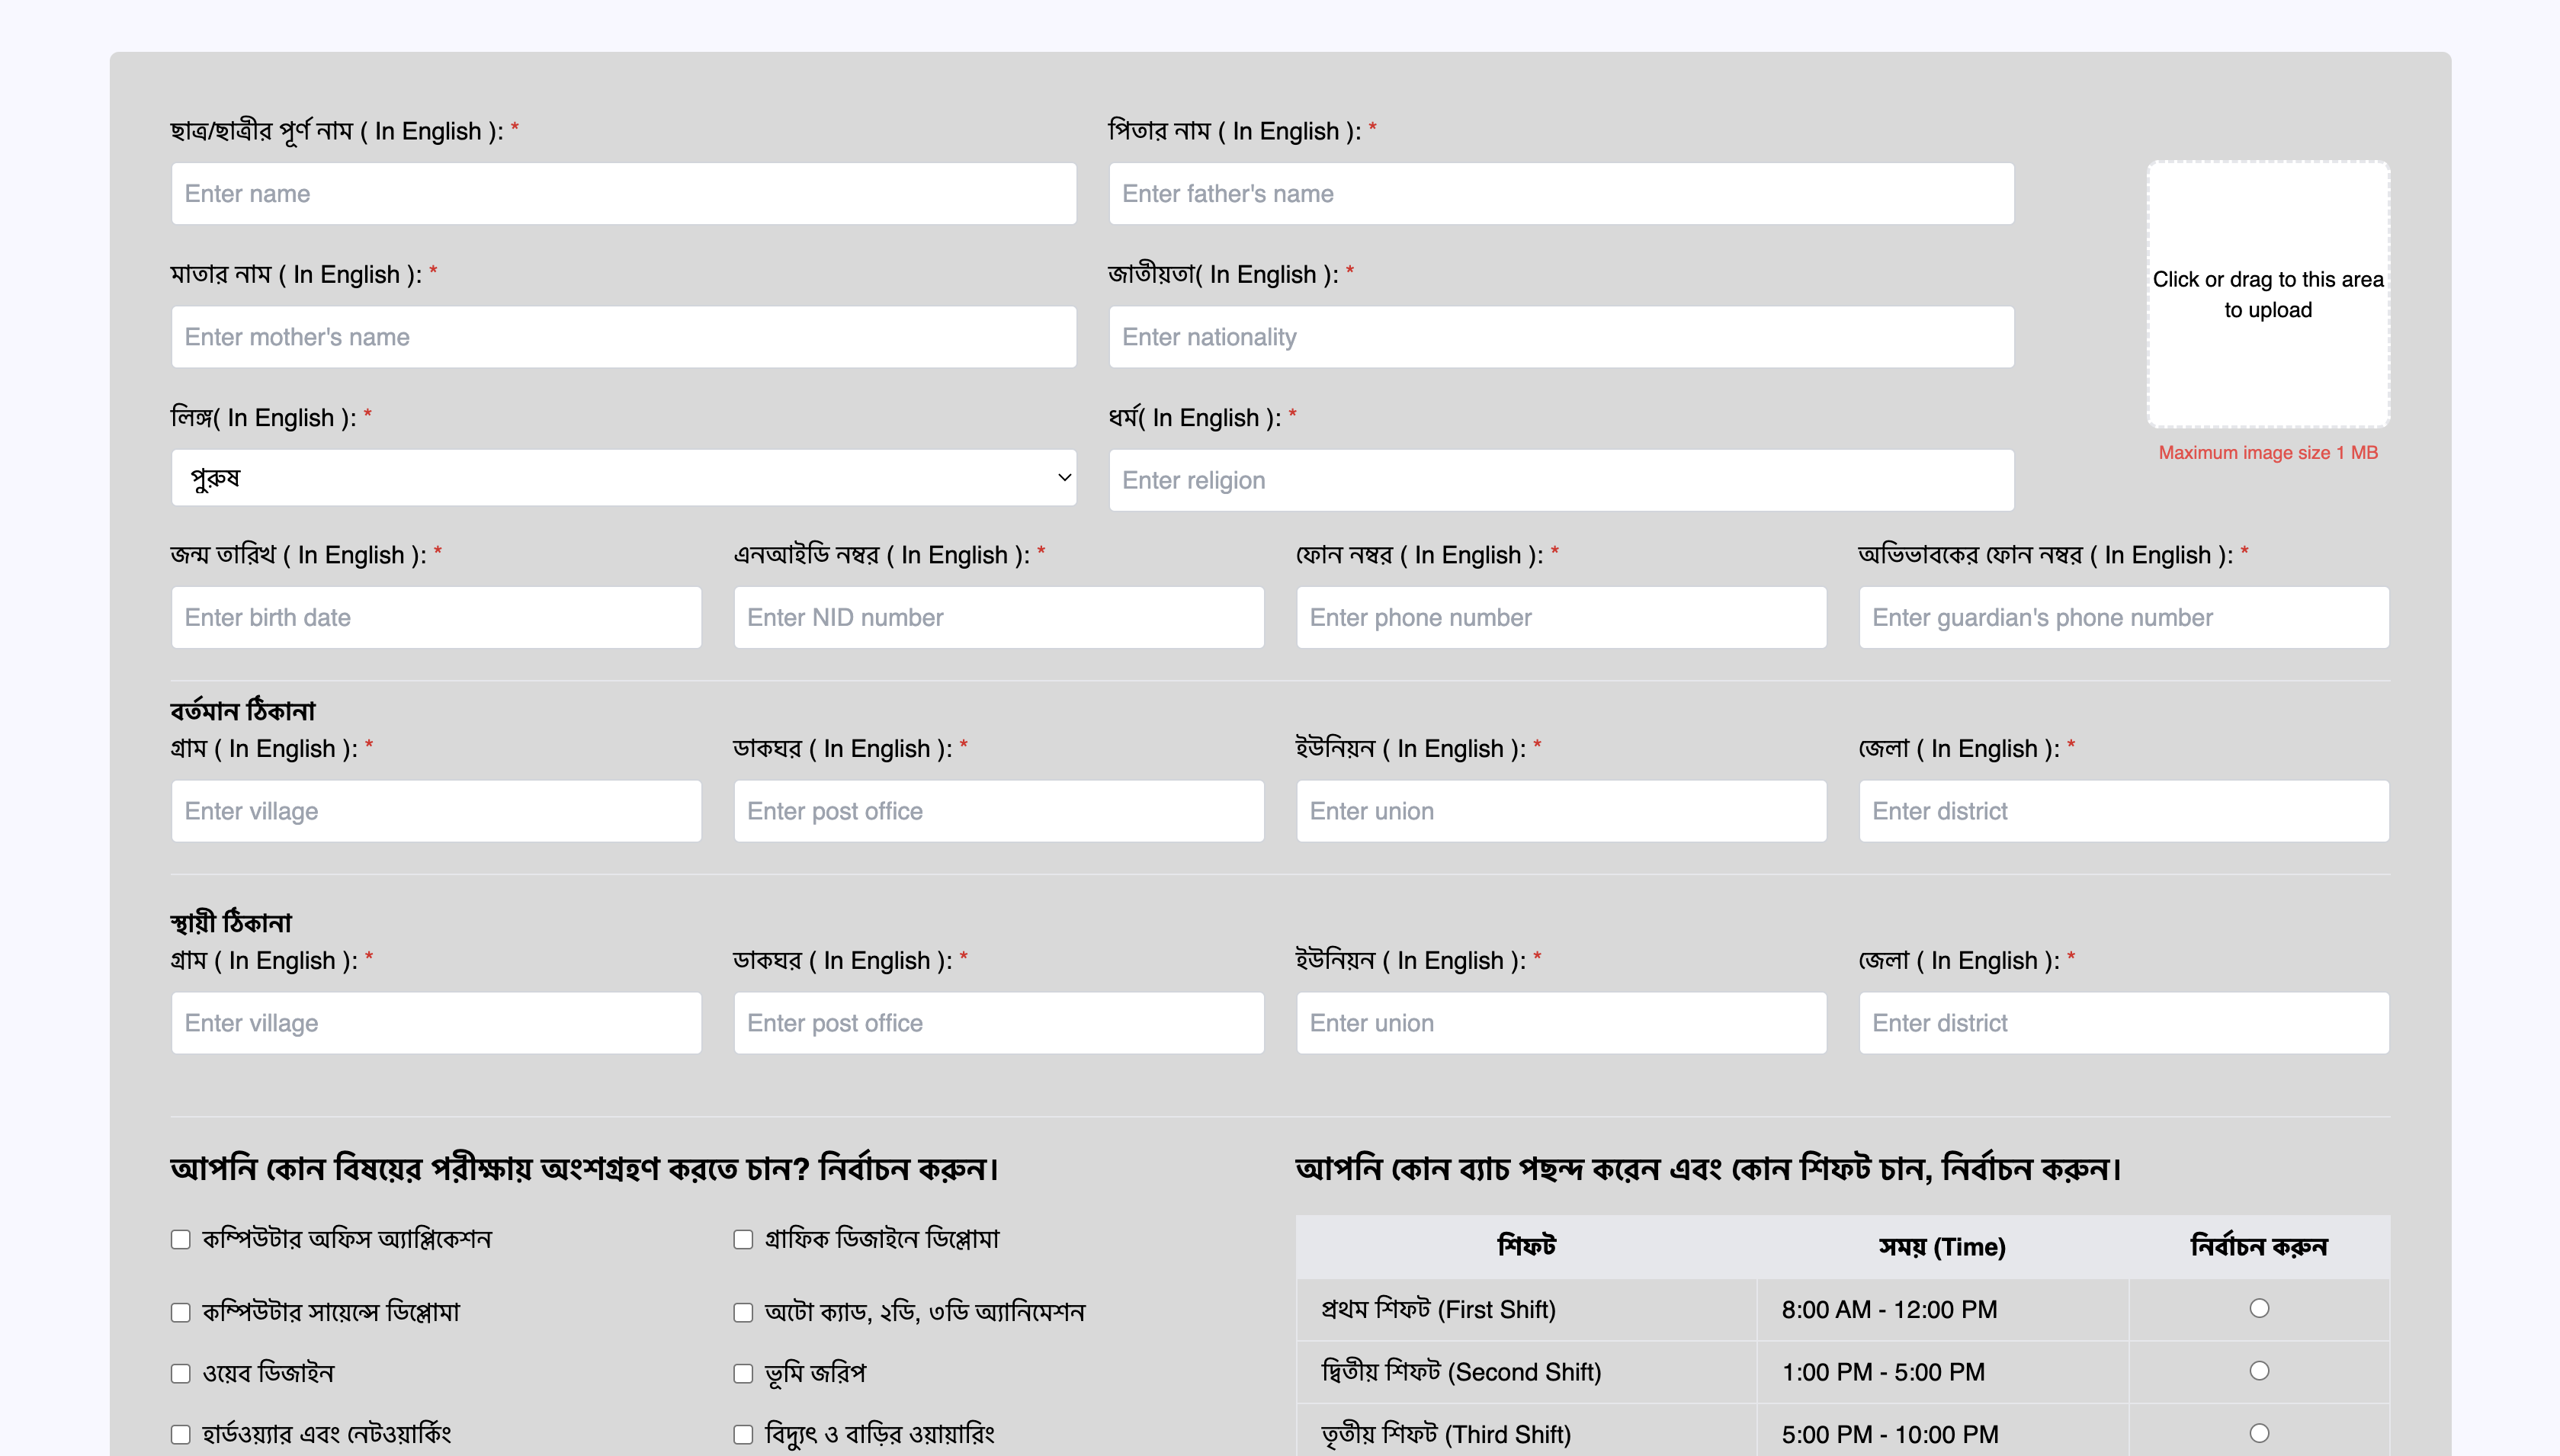 ছাত্র/ছাত্রীর পূর্ণ নাম ( In English ): *
পিতার নাম ( In English ): *
Enter name
Enter father's name
Click or drag to this area
to upload
Maximum image size 1 MB
মাতার নাম ( In English ): *
জাতীয়তা( In English ): *
Enter mother's name
Enter nationality
লিঙ্গ( In English ): *
ধর্ম( In English ): *
পুরুষ
Enter religion
জন্ম তারিখ ( In English ): *
এনআইডি নম্বর ( In English ): *
ফোন নম্বর ( In English ): *
অভিভাবকের ফোন নম্বর ( In English ): *
Enter birth date
Enter NID number
Enter phone number
Enter guardian's phone number
বর্তমান ঠিকানা
গ্রাম ( In English ): *
ডাকঘর ( In English ): *
ইউনিয়ন ( In English ): *
জেলা ( In English ): *
Enter village
Enter post office
Enter union
Enter district
স্থায়ী ঠিকানা
গ্রাম ( In English ): *
ডাকঘর ( In English ): *
ইউনিয়ন ( In English ): *
জেলা ( In English ): *
Enter village
Enter post office
Enter union
Enter district
আপনি কোন বিষয়ের পরীক্ষায় অংশগ্রহণ করতে চান? নির্বাচন করুন।
কম্পিউটার অফিস অ্যাপ্লিকেশন
গ্রাফিক ডিজাইনে ডিপ্লোমা
কম্পিউটার সায়েন্সে ডিপ্লোমা
অটো ক্যাড, ২ডি, ৩ডি অ্যানিমেশন
ওয়েব ডিজাইন
ভূমি জরিপ
হার্ডওয়্যার এবং নেটওয়ার্কিং
বিদ্যুৎ ও বাড়ির ওয়ায়ারিং
আপনি কোন ব্যাচ পছন্দ করেন এবং কোন শিফট চান, নির্বাচন করুন।
শিফট
সময় (Time)
নির্বাচন করুন
প্রথম শিফট (First Shift)
8:00 AM - 12:00 PM
দ্বিতীয় শিফট (Second Shift)
1:00 PM - 5:00 PM
তৃতীয় শিফট (Third Shift)
5:00 PM - 10:00 PM